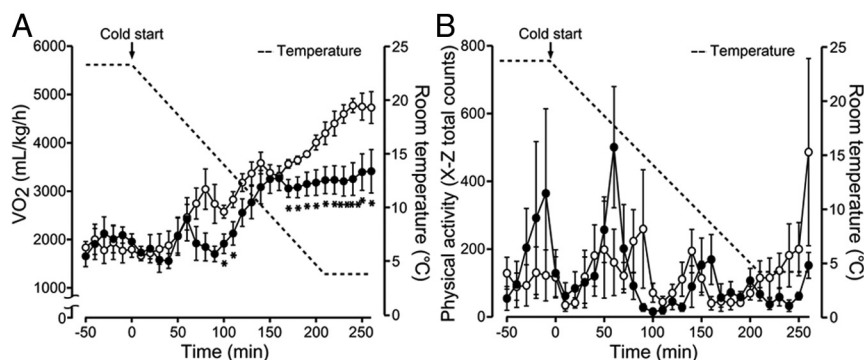 A
Cold start
-- Temperature
VO2 (mL/kg/h)
6000
5000
4000
3000
2000
1000
0
25
20
15
10
5
0
Room temperature (°C)
* * * * * * * * * * *
-50 0 50 100 150 200 250
Time (min)
B
Cold start
-- Temperature
Physical activity (X-Z total counts)
800
600
400
200
0
25
20
15
10
5
0
Room temperature (°C)
-50 0 50 100 150 200 250
Time (min)